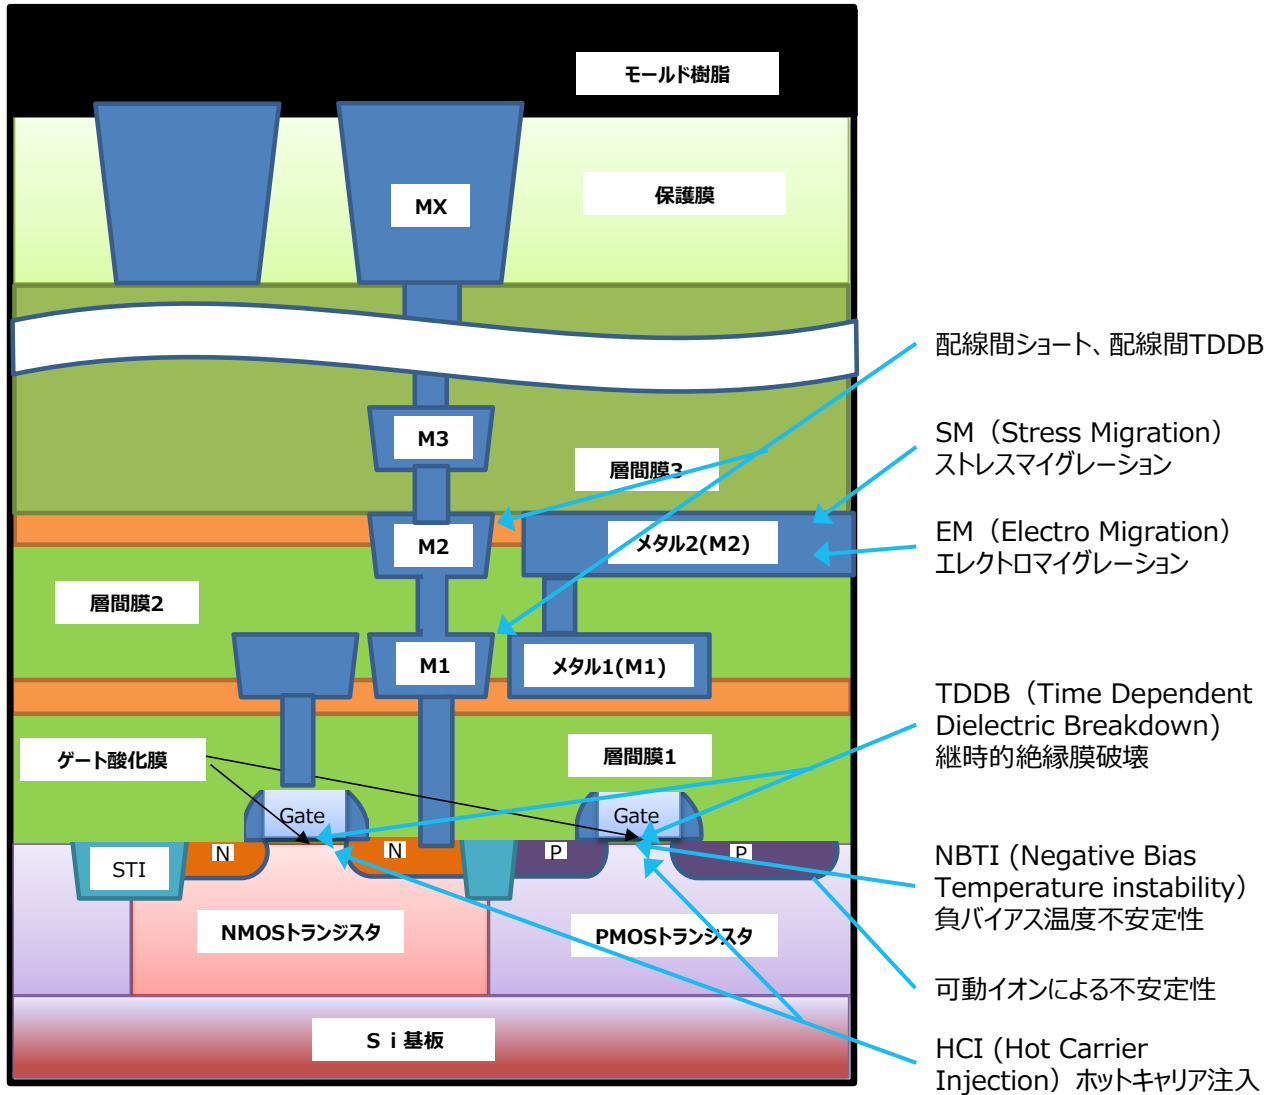 モールド樹脂
MX
保護膜
配線間ショート、配線間TDDB
M3
層間膜3
SM（Stress Migration）
ストレスマイグレーション
M2
メタル2(M2)
EM（Electro Migration）
エレクトロマイグレーション
層間膜2
M1
メタル1(M1)
TDDB（Time Dependent
Dielectric Breakdown)
継時的絶縁膜破壊
ゲート酸化膜
層間膜1
Gate
Gate
STI
N
N
P
P
NBTI (Negative Bias
Temperature instability）
負バイアス温度不安定性
NMOSトランジスタ
PMOSトランジスタ
可動イオンによる不安定性
Ｓｉ基板
HCI (Hot Carrier
Injection）ホットキャリア注入